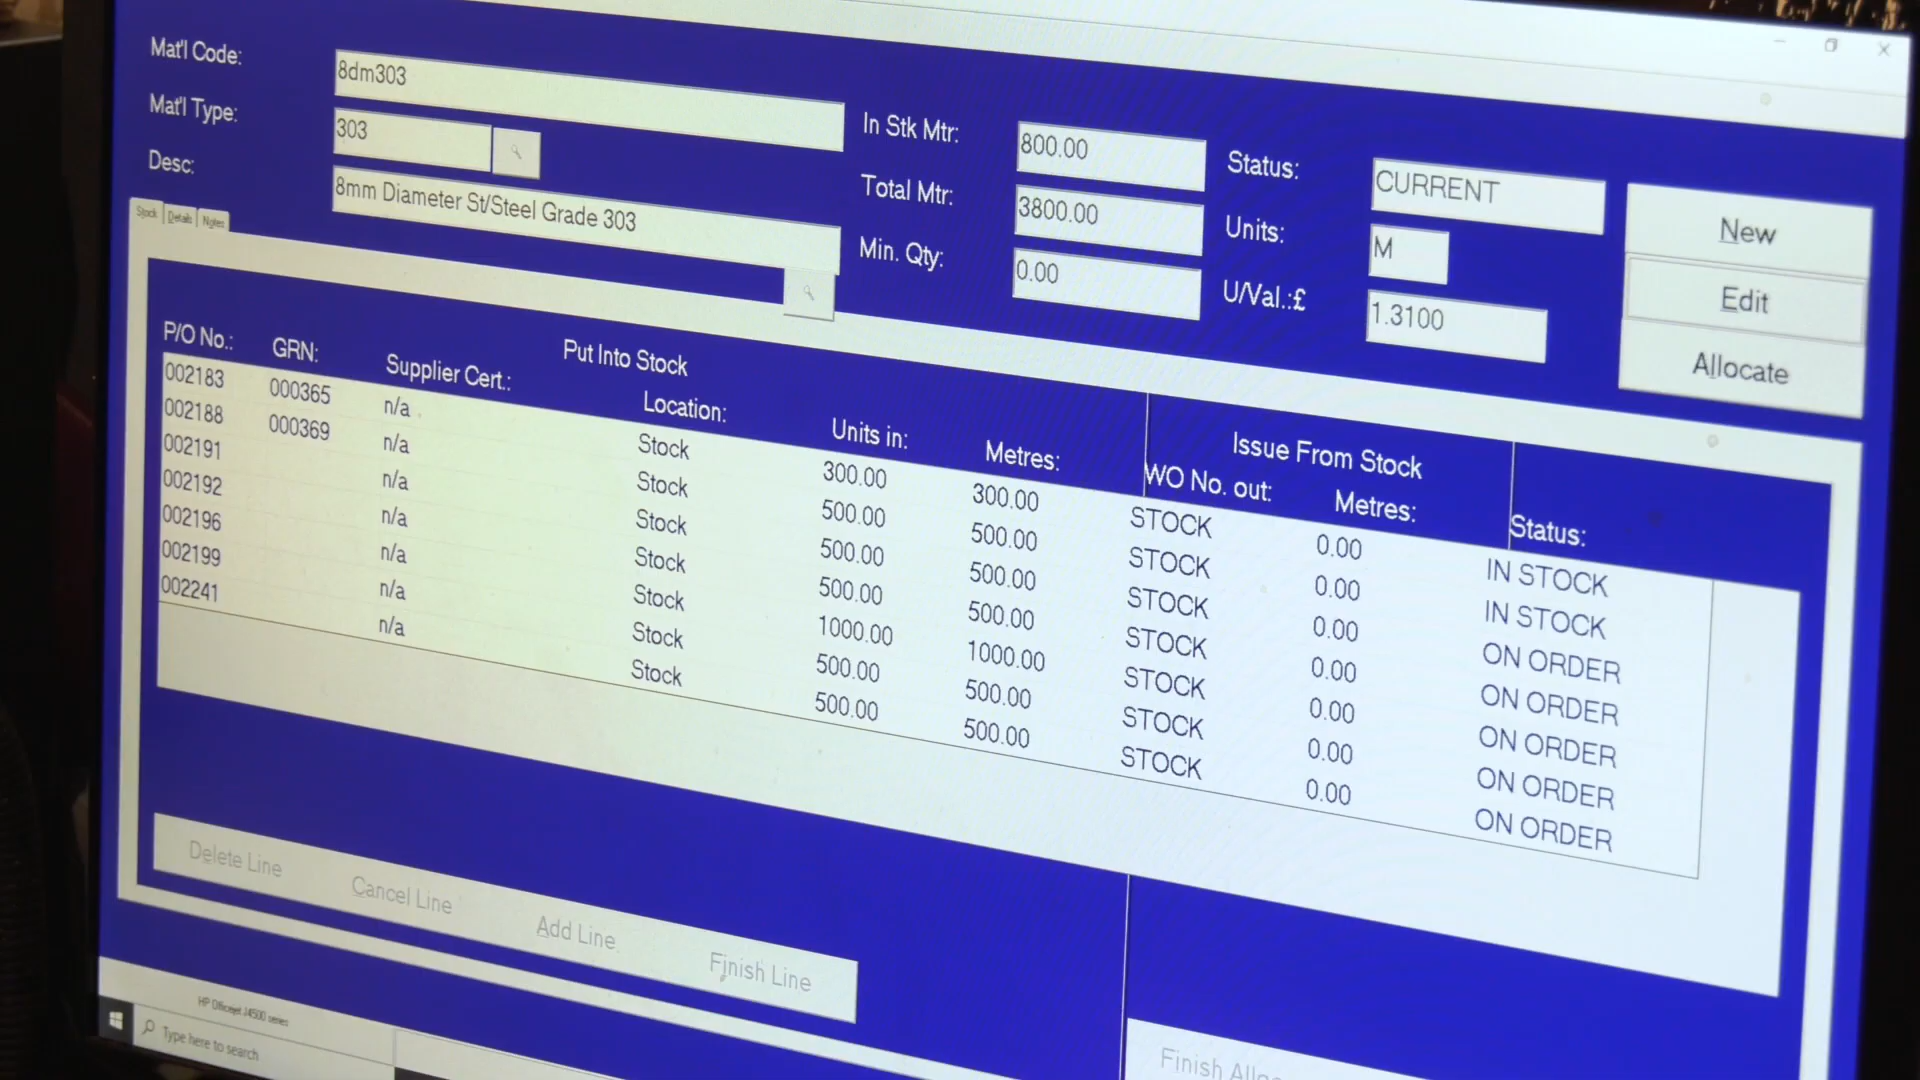 Mat'l Code: 8dm303
Mat'l Type: 303
Desc: 8mm Diameter St/Steel Grade 303
In Stk Mtr: 800.00
Total Mtr: 3800.00
Min. Qty: 0.00
Status: CURRENT
Units: M
U/Val.:£ 1.3100
New
Edit
Allocate
Stock Details Notes
Put Into Stock
Issue From Stock
P/O No.: GRN: Supplier Cert.: Location: Units in: Metres: WO No. out: Metres: Status:
002183 000365 n/a Stock 300.00 300.00 STOCK 0.00 IN STOCK
002188 000369 n/a Stock 500.00 500.00 STOCK 0.00 IN STOCK
002191 n/a Stock 500.00 500.00 STOCK 0.00 ON ORDER
002192 n/a Stock 500.00 500.00 STOCK 0.00 ON ORDER
002196 n/a Stock 1000.00 1000.00 STOCK 0.00 ON ORDER
002199 n/a Stock 500.00 500.00 STOCK 0.00 ON ORDER
002241 n/a Stock 500.00 500.00 STOCK 0.00 ON ORDER
Delete Line Cancel Line Add Line Finish Line
Finish
HP Officejet J4500 series
Type here to search